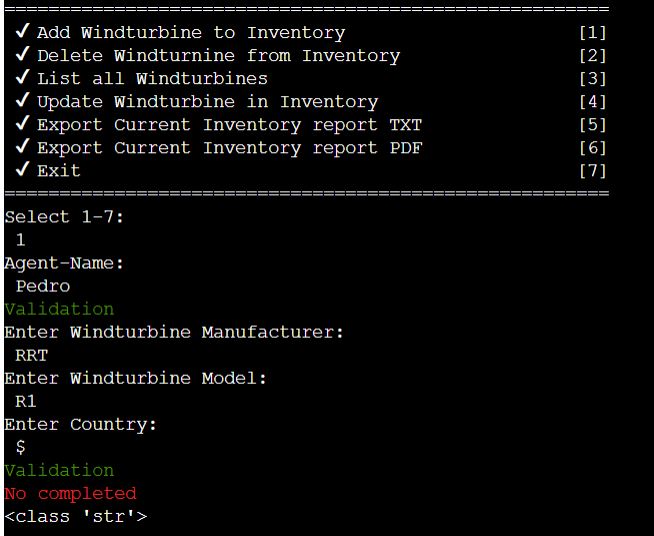 ============================================================
✓ Add Windturbine to Inventory [1]
✓ Delete Windturnine from Inventory [2]
✓ List all Windturbines [3]
✓ Update Windturbine in Inventory [4]
✓ Export Current Inventory report TXT [5]
✓ Export Current Inventory report PDF [6]
✓ Exit [7]
============================================================
Select 1-7:
1
Agent-Name:
Pedro
Validation
Enter Windturbine Manufacturer:
RRT
Enter Windturbine Model:
R1
Enter Country:
$
Validation
No completed
<class 'str'>